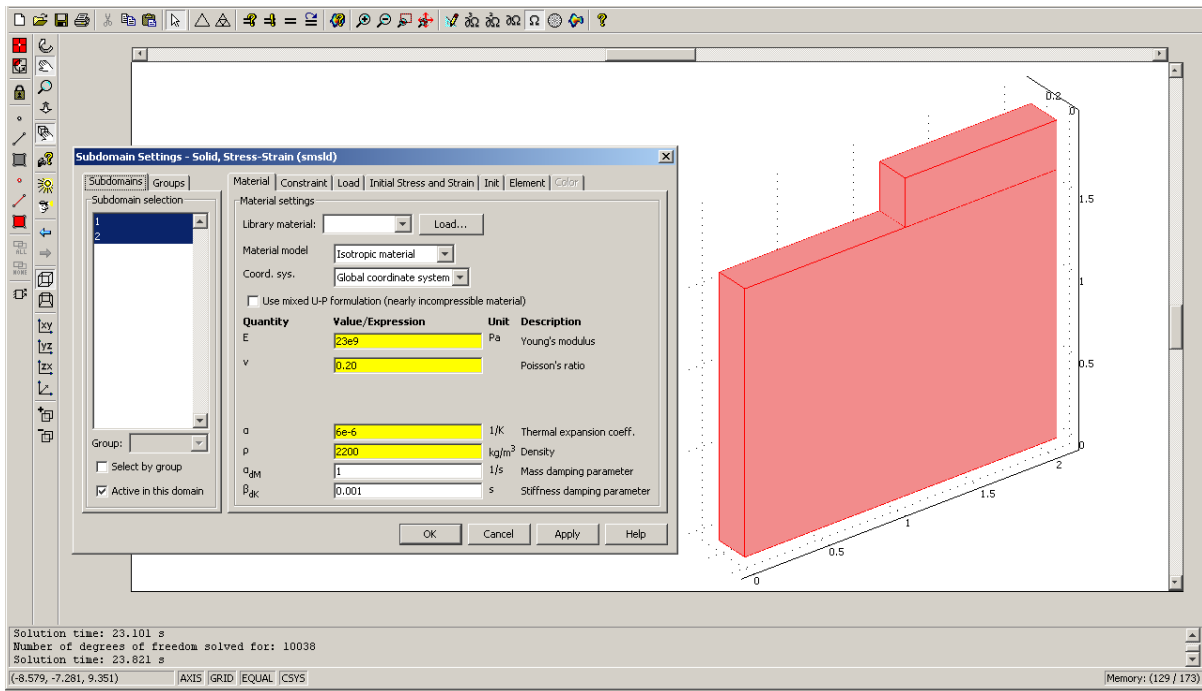 0.2
0
Subdomain Settings - Solid, Stress-Strain (smsld)
Subdomains Groups
Material Constraint Load Initial Stress and Strain Init Element Color
Subdomain selection
1
2
Group:
Select by group
Active in this domain
Material settings
Library material: Load...
Material model Isotropic material
Coord. sys. Global coordinate system
Use mixed U-P formulation (nearly incompressible material)
Quantity Value/Expression Unit Description
E 23e9 Pa Young's modulus
ν 0.20 Poisson's ratio
α 6e-6 1/K Thermal expansion coeff.
ρ 2200 kg/m3 Density
αdM 1 1/s Mass damping parameter
βdK 0.001 s Stiffness damping parameter
OK Cancel Apply Help
1.5
1
0.5
0
2
1.5
1
0.5
0
ALL
NONE
xy
yz
zx
Solution time: 23.101 s
Number of degrees of freedom solved for: 10038
Solution time: 23.821 s
(-8.579, -7.281, 9.351) AXIS GRID EQUAL CSYS Memory: (129 / 173)